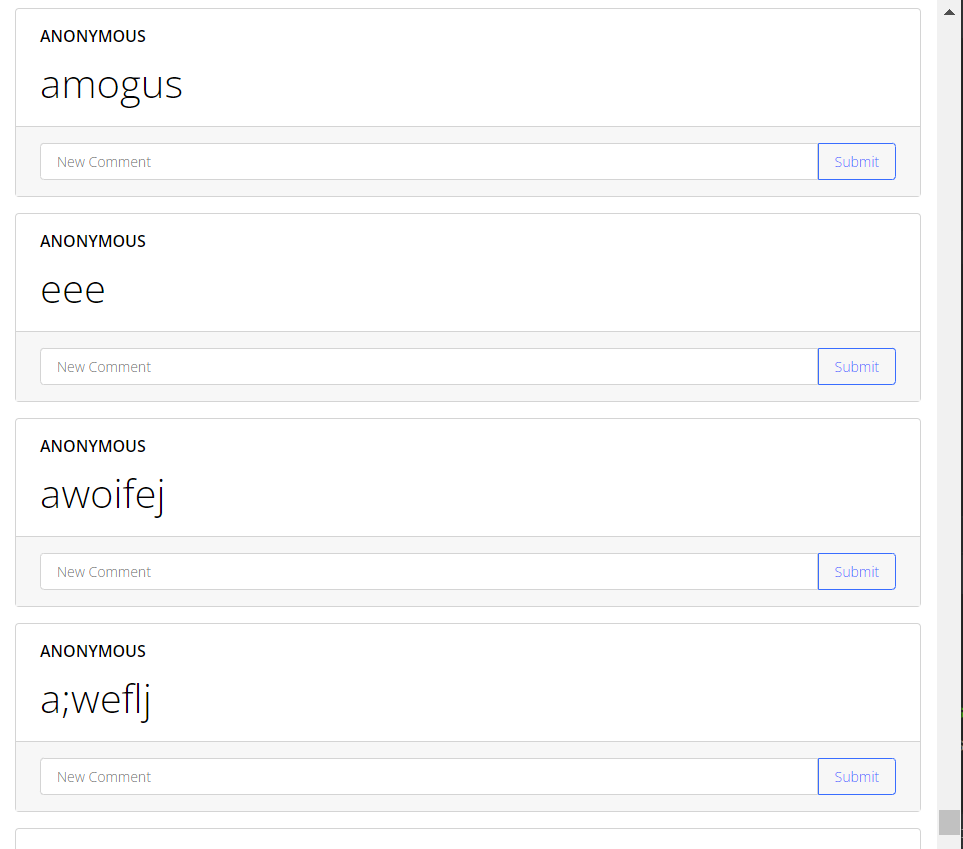 ANONYMOUS
amogus
New Comment Submit
ANONYMOUS
eee
New Comment Submit
ANONYMOUS
awoifej
New Comment Submit
ANONYMOUS
a;weflj
New Comment Submit